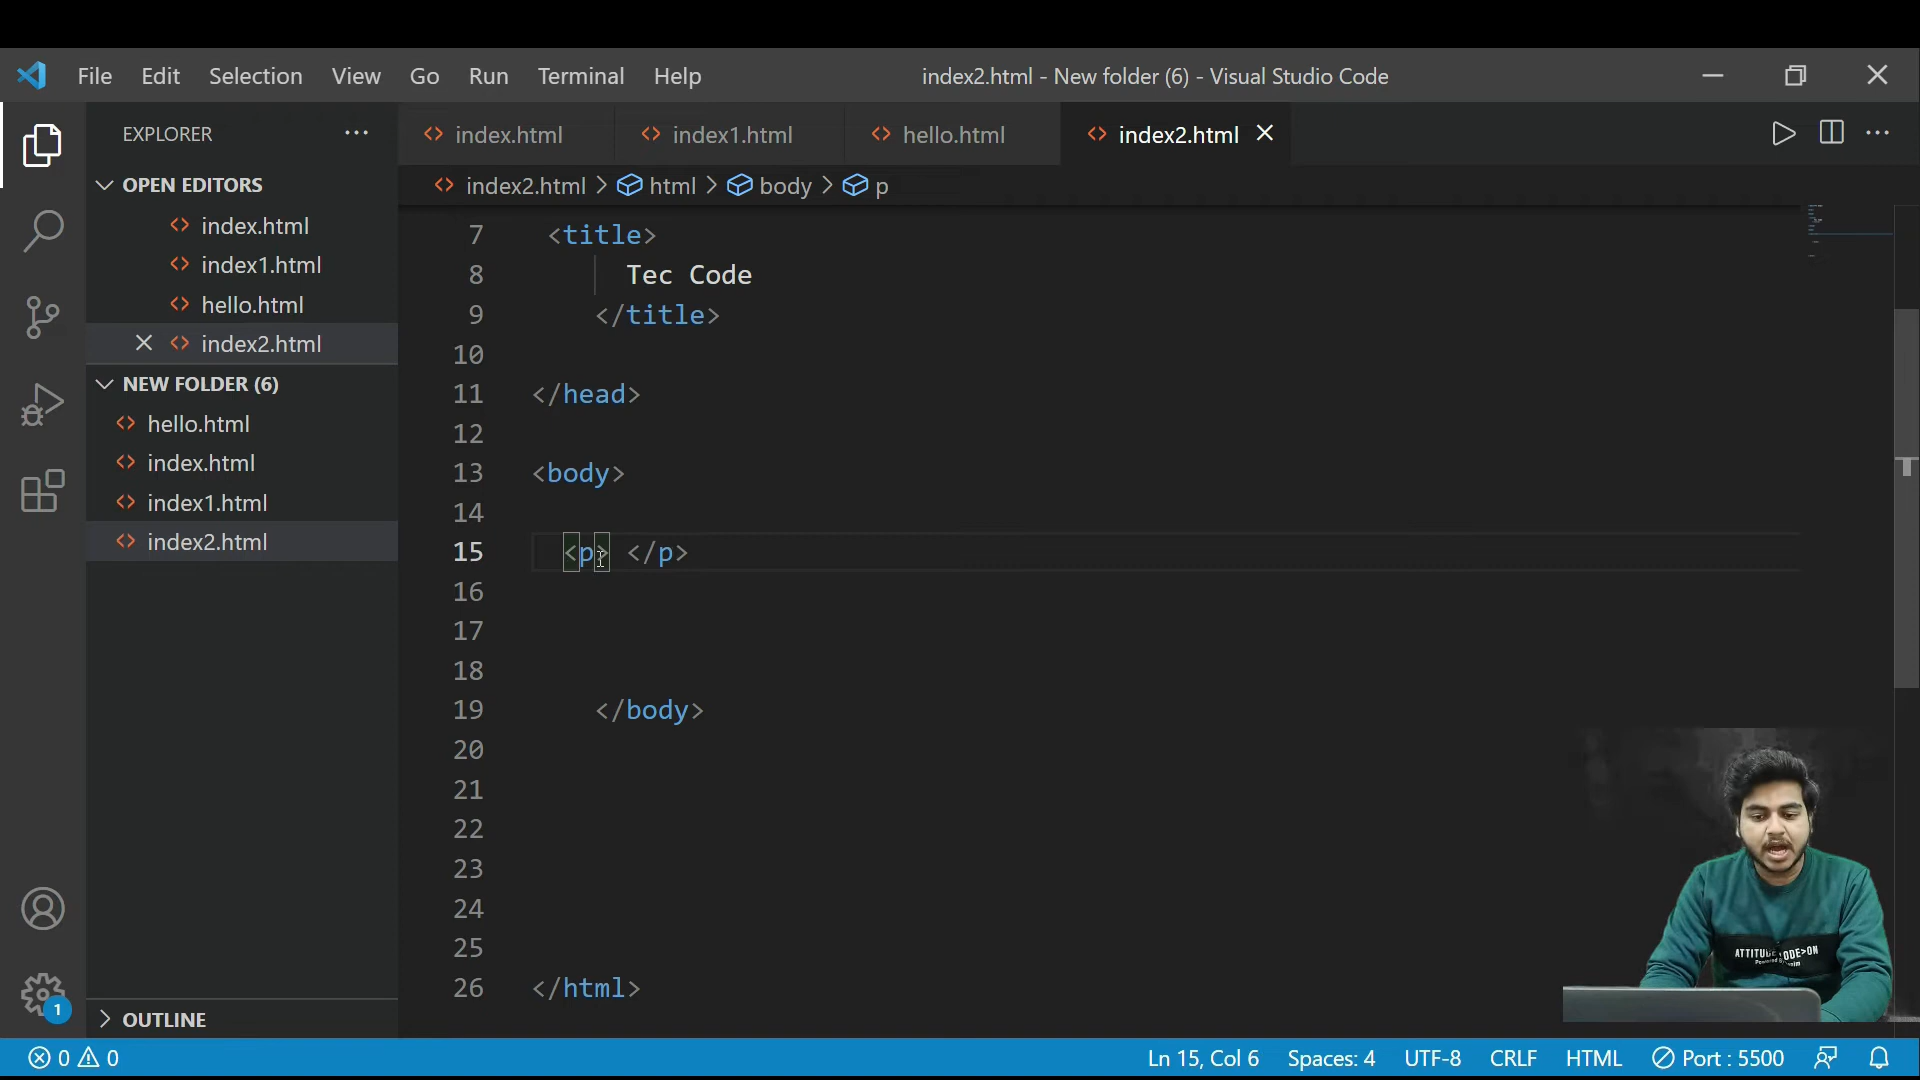 File Edit Selection View Go Run Terminal Help index2.html - New folder (6) - Visual Studio Code
EXPLORER
OPEN EDITORS
index.html
index1.html
hello.html
index2.html
NEW FOLDER (6)
hello.html
index.html
index1.html
index2.html
OUTLINE
1
index.html index1.html hello.html index2.html
index2.html > html > body > p
7 <title>
8 Tec Code
9 </title>
10
11 </head>
12
13 <body>
14
15 <p> </p>
16
17
18
19 </body>
20
21
22
23
24
25
26 </html>
0 0 Ln 15, Col 6 Spaces: 4 UTF-8 CRLF HTML Port : 5500